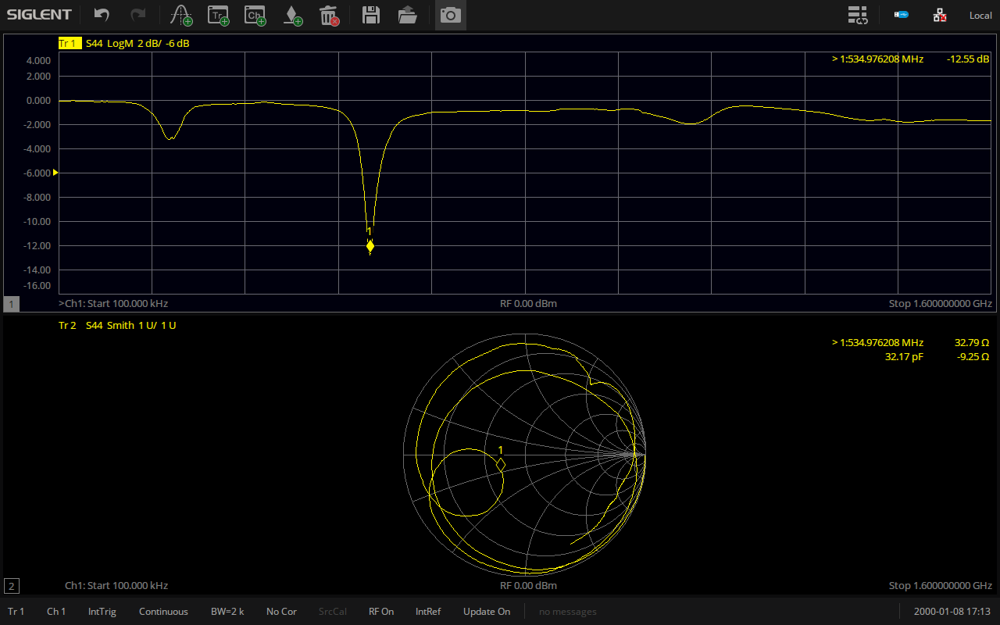 SIGLENT Tr Ch Local
Tr 1 S44 LogM 2 dB/ -6 dB
> 1:534.976208 MHz -12.55 dB
4.000
2.000
0.000
-2.000
-4.000
-6.000
-8.000
-10.00
1
-12.00
-14.00
-16.00
1 >Ch1: Start 100.000 kHz RF 0.00 dBm Stop 1.600000000 GHz
Tr 2 S44 Smith 1 U/ 1 U
> 1:534.976208 MHz 32.79 Ω
32.17 pF -9.25 Ω
1
2 Ch1: Start 100.000 kHz RF 0.00 dBm Stop 1.600000000 GHz
Tr 1 Ch 1 IntTrig Continuous BW=2 k No Cor SrcCal RF On IntRef Update On no messages 2000-01-08 17:13